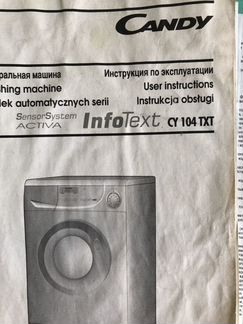 CANDY
ральная машина
Инструкция по эксплуатации
hing machine
User instructions
lek automatycznych serii
Instrukcja obsługi
SensorSystem
ACTIVA
InfoText
CY 104 TXT